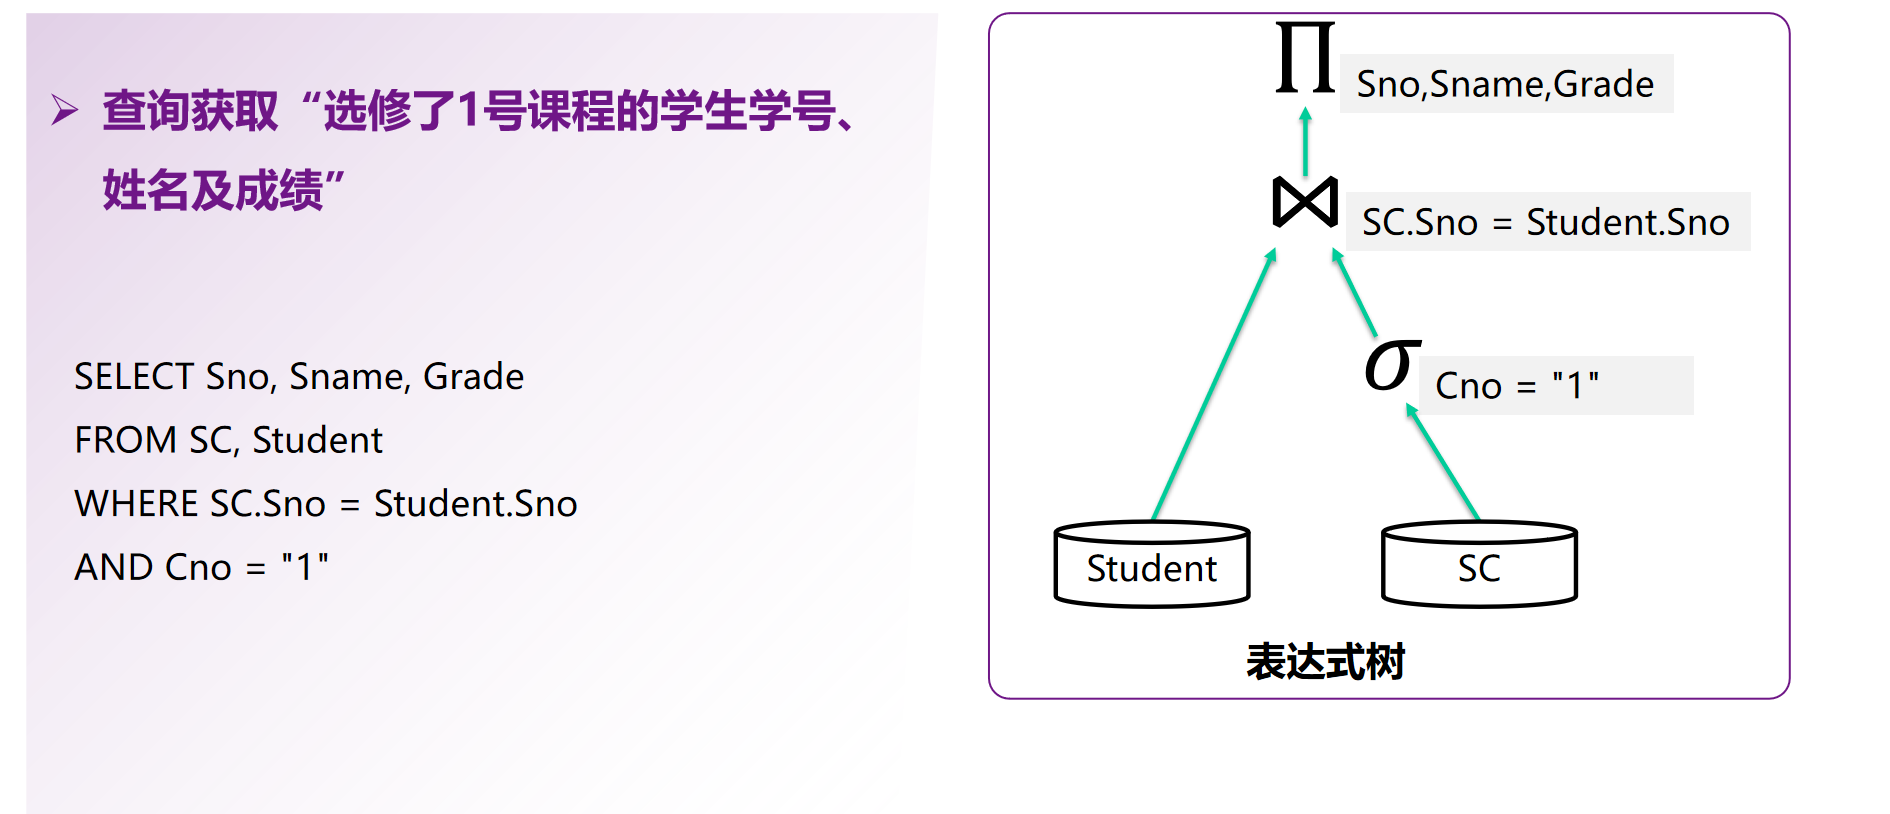 查询获取“选修了1号课程的学生学号、
姓名及成绩”
SELECT Sno, Sname, Grade
FROM SC, Student
WHERE SC.Sno = Student.Sno
AND Cno = "1"
∏
Sno,Sname,Grade
⋈
SC.Sno = Student.Sno
σ
Cno = "1"
Student
SC
表达式树